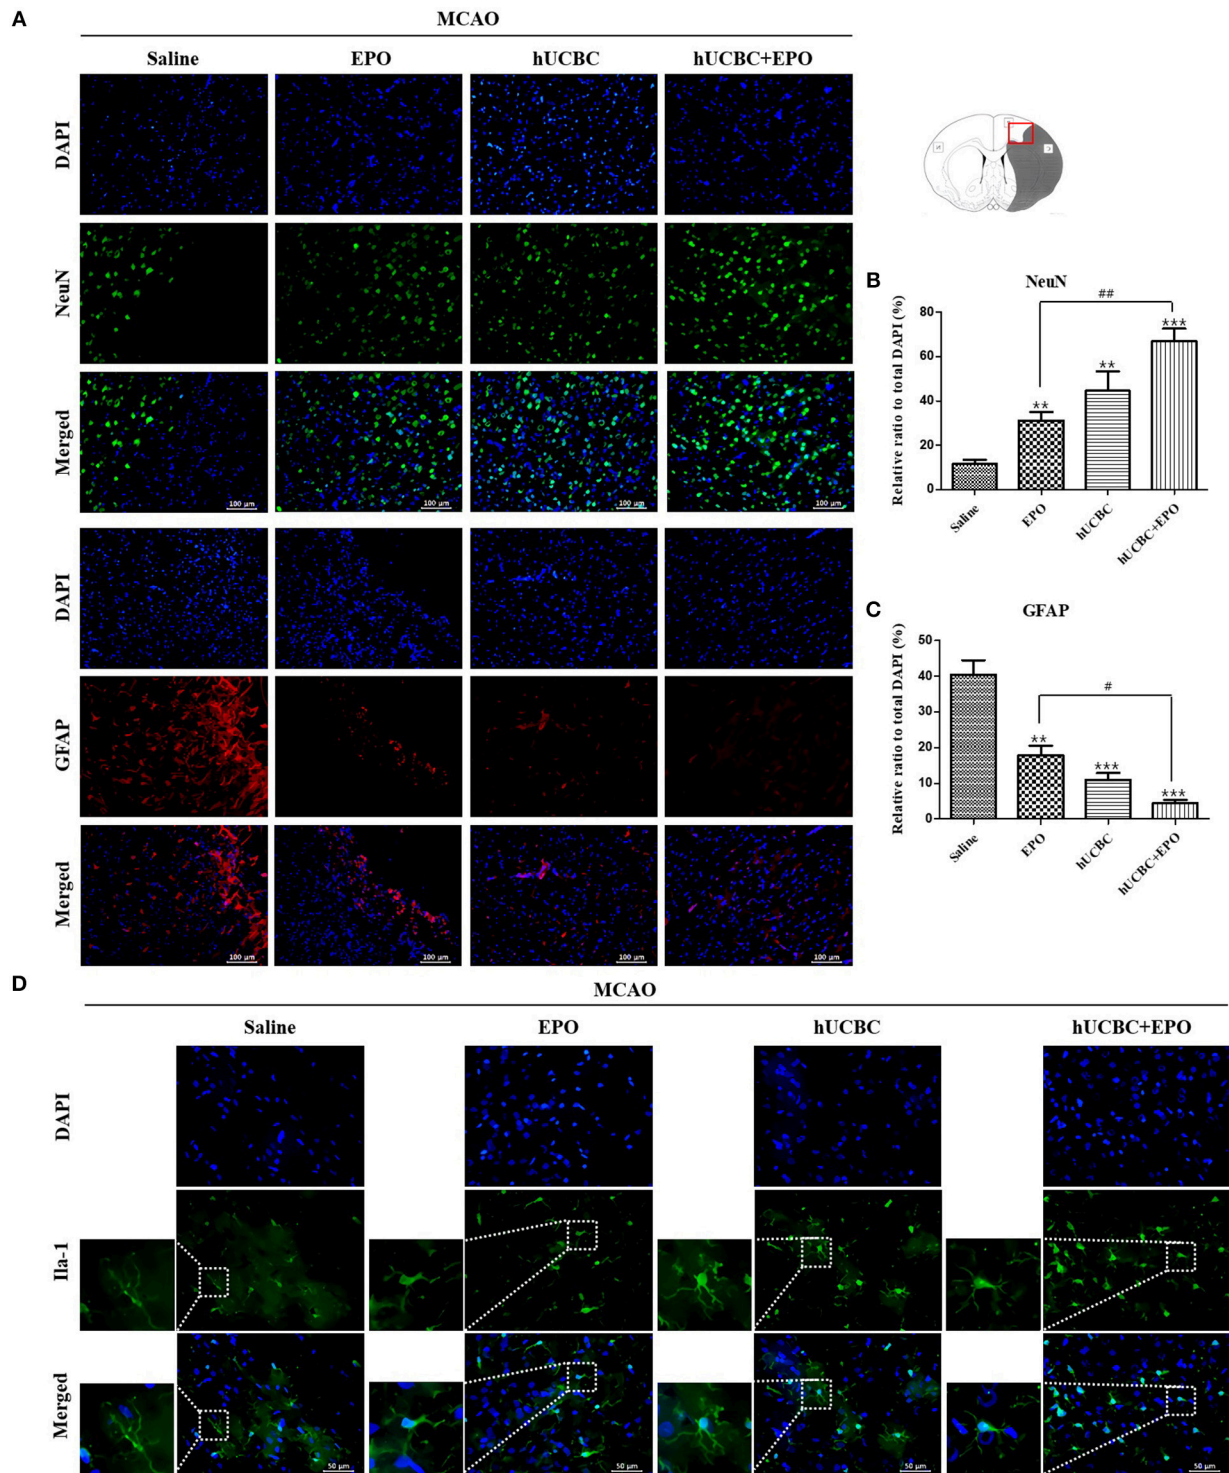 A
MCAO
Saline EPO hUCBC hUCBC+EPO
DAPI
NeuN
Merged
100 µm 100 µm 100 µm 100 µm
DAPI
GFAP
Merged
100 µm 100 µm 100 µm 100 µm
B
NeuN
Relative ratio to total DAPI (%)
80
60
40
20
0
##
**
**
***
Saline EPO hUCBC hUCBC+EPO
C
GFAP
Relative ratio to total DAPI (%)
50
40
30
20
10
0
#
**
***
***
Saline EPO hUCBC hUCBC+EPO
D
MCAO
Saline EPO hUCBC hUCBC+EPO
DAPI
Ila-1
Merged
50 µm 50 µm 50 µm 50 µm